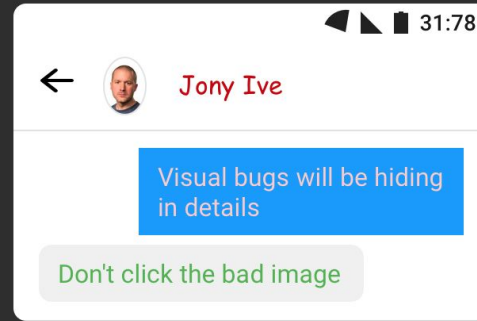 31:78
Jony Ive
Visual bugs will be hiding
in details
Don't click the bad image